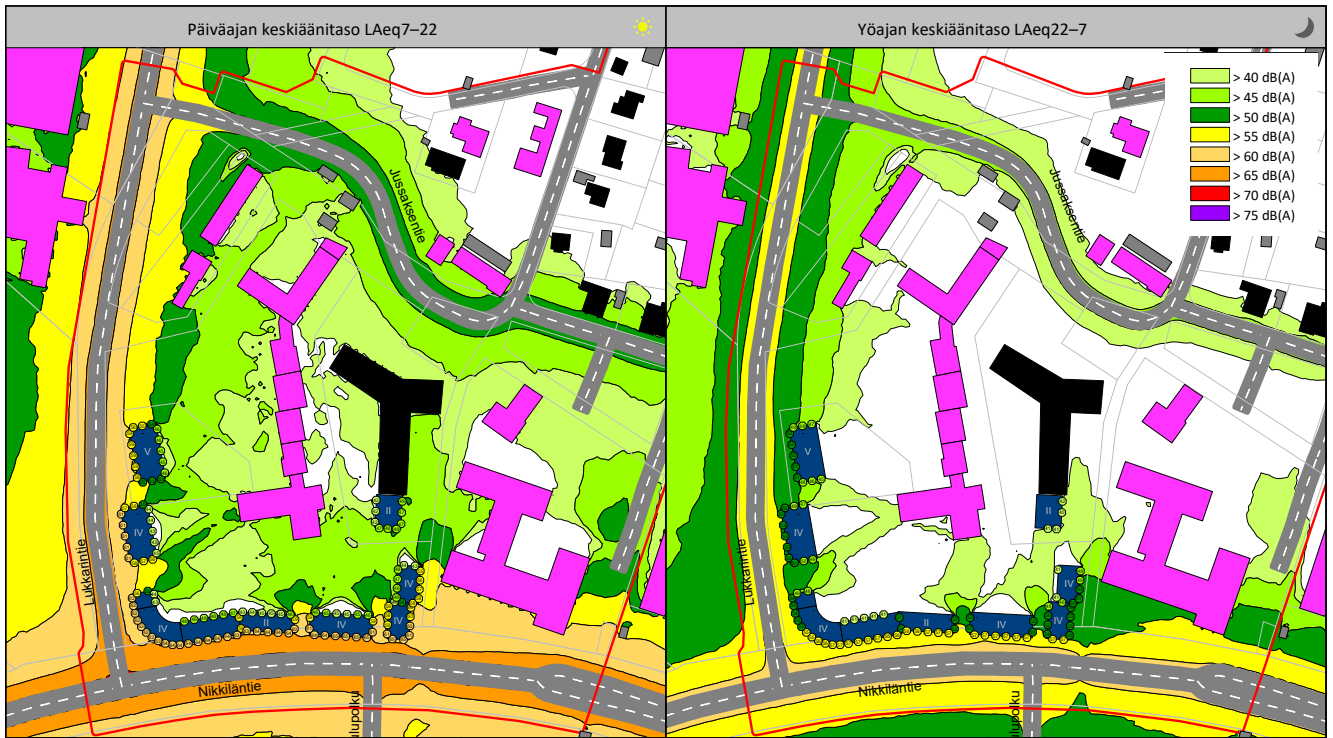 Päiväajan keskiäänitaso LAeq7–22
Yöajan keskiäänitaso LAeq22–7
> 40 dB(A)
> 45 dB(A)
> 50 dB(A)
> 55 dB(A)
> 60 dB(A)
> 65 dB(A)
> 70 dB(A)
> 75 dB(A)
Jussaksentie
Lukkarintie
V
IV
II
IV
IV
II
IV
IV
Nikkiläntie
ulupolku
Jussaksentie
Lukkarintie
V
IV
II
IV
IV
II
IV
IV
Nikkiläntie
ulupolku